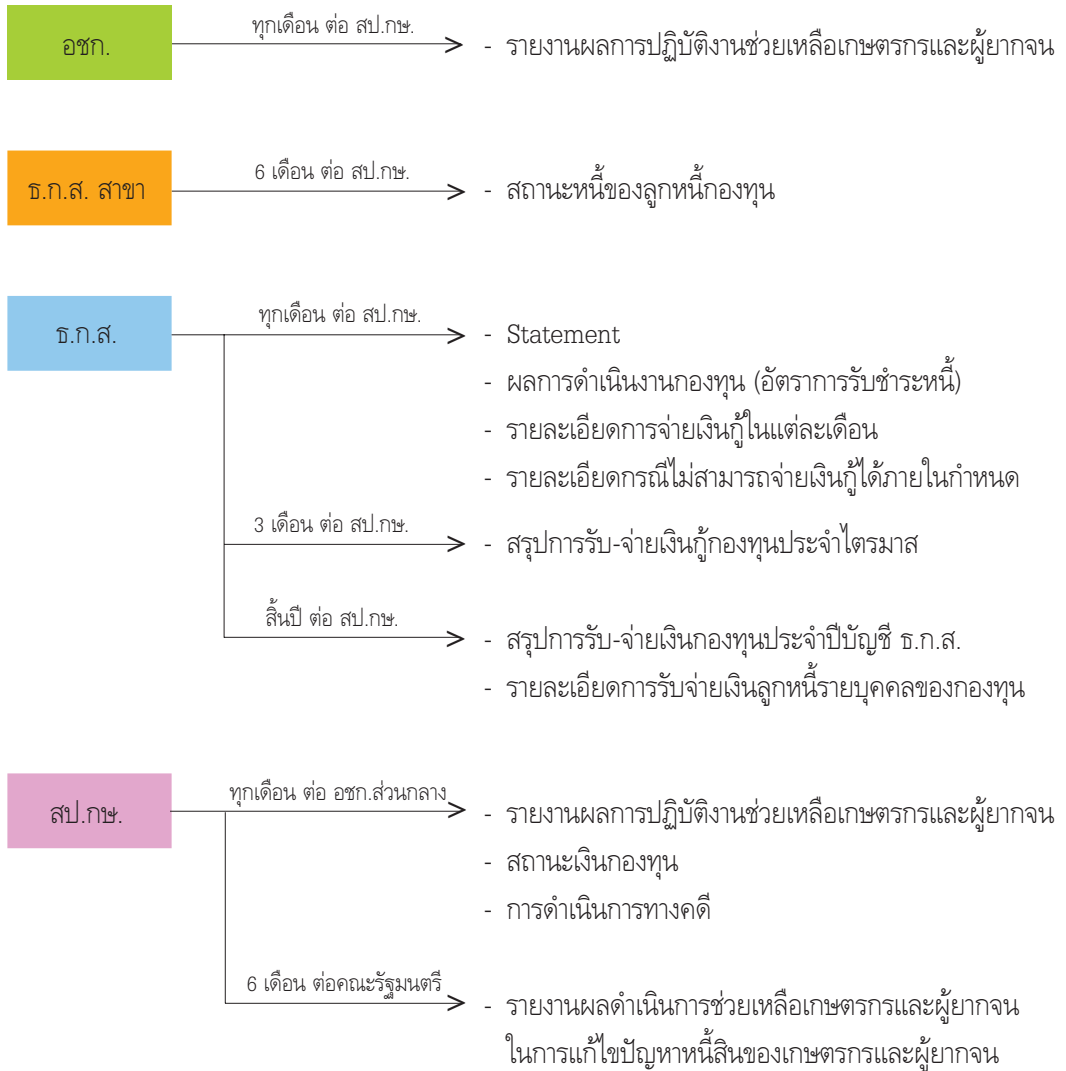 อชก.
ทุกเดือน ต่อ สป.กษ.
- รายงานผลการปฏิบัติงานช่วยเหลือเกษตรกรและผู้ยากจน
ธ.ก.ส. สาขา
6 เดือน ต่อ สป.กษ.
- สถานะหนี้ของลูกหนี้กองทุน
ธ.ก.ส.
ทุกเดือน ต่อ สป.กษ.
- Statement
- ผลการดำเนินงานกองทุน (อัตราการรับชำระหนี้)
- รายละเอียดการจ่ายเงินกู้ในแต่ละเดือน
- รายละเอียดกรณีไม่สามารถจ่ายเงินกู้ได้ภายในกำหนด
3 เดือน ต่อ สป.กษ.
- สรุปการรับ-จ่ายเงินกู้กองทุนประจำไตรมาส
สิ้นปี ต่อ สป.กษ.
- สรุปการรับ-จ่ายเงินกองทุนประจำปีบัญชี ธ.ก.ส.
- รายละเอียดการรับจ่ายเงินลูกหนี้รายบุคคลของกองทุน
สป.กษ.
ทุกเดือน ต่อ อชก.ส่วนกลาง
- รายงานผลการปฏิบัติงานช่วยเหลือเกษตรกรและผู้ยากจน
- สถานะเงินกองทุน
- การดำเนินการทางคดี
6 เดือน ต่อคณะรัฐมนตรี
- รายงานผลดำเนินการช่วยเหลือเกษตรกรและผู้ยากจน
ในการแก้ไขปัญหาหนี้สินของเกษตรกรและผู้ยากจน